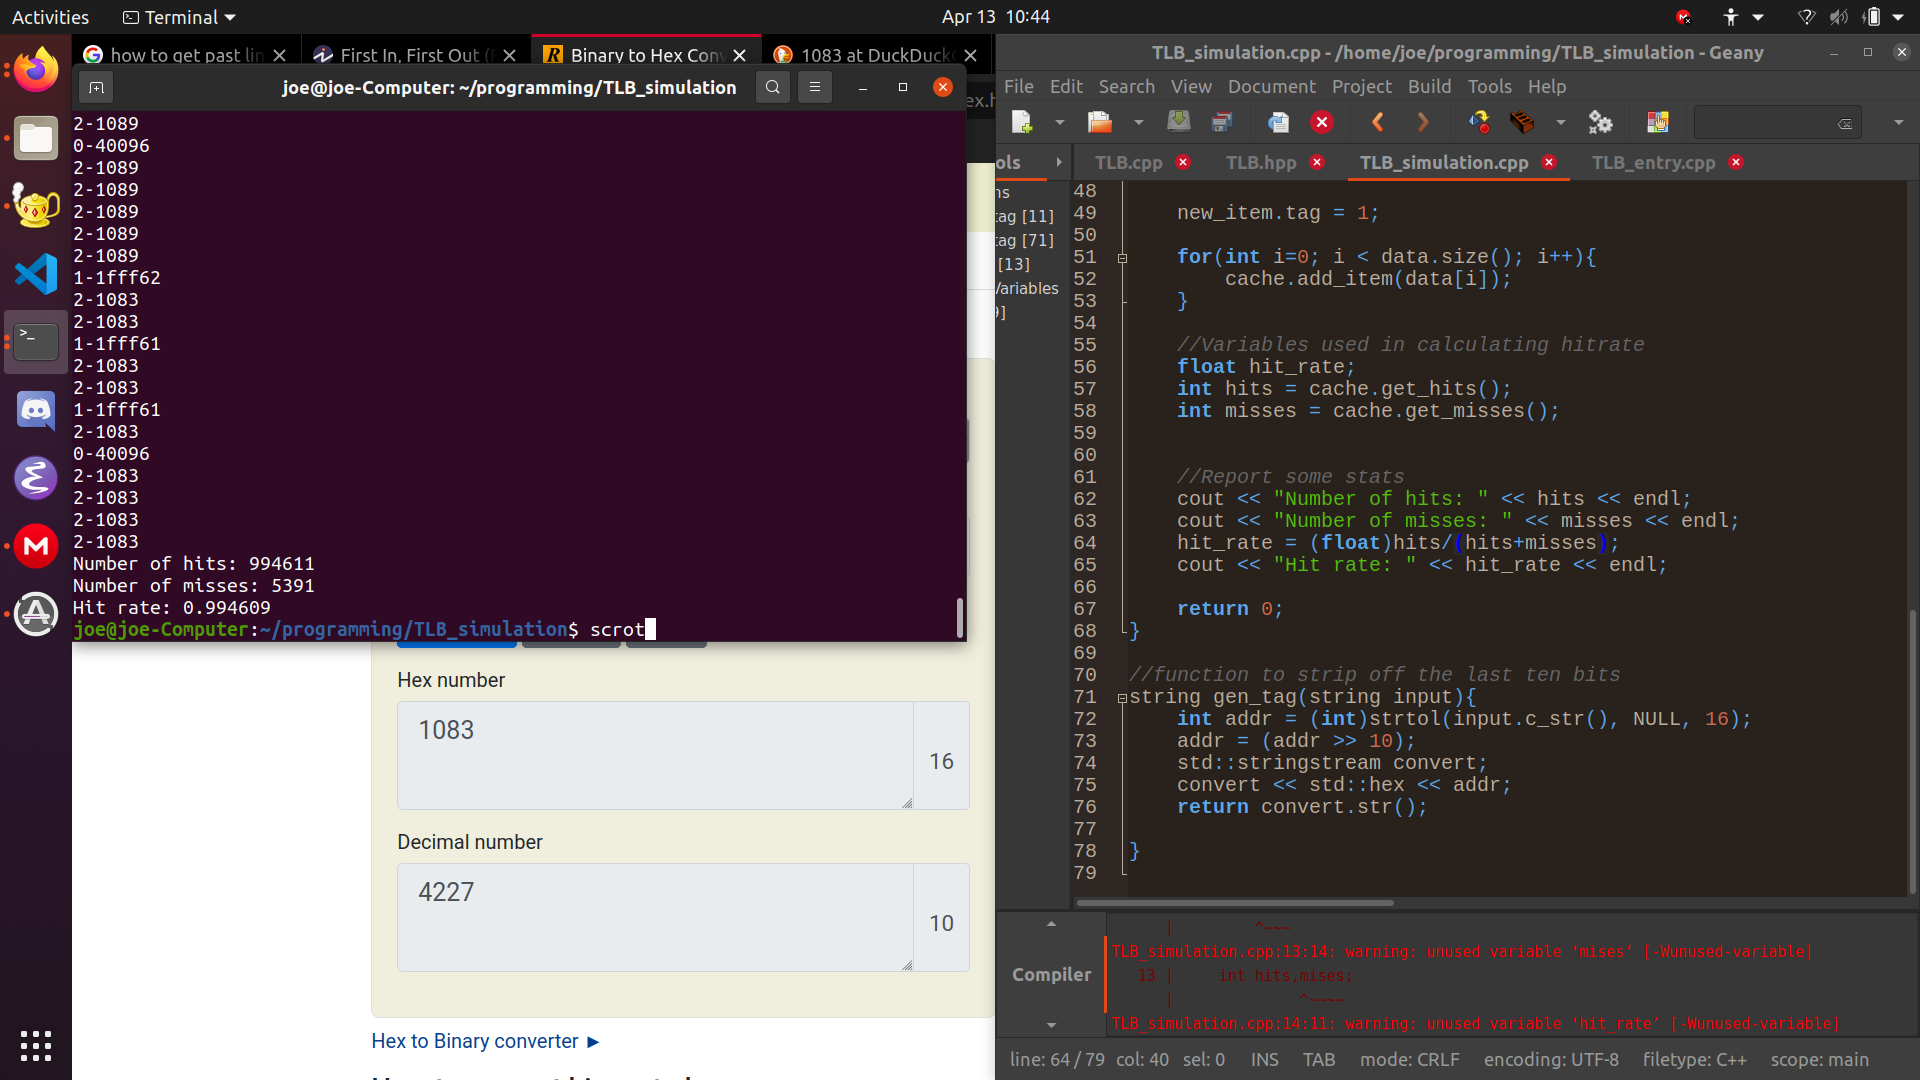 Activities
Terminal
Apr 13 10:44
how to get past lin
First In, First Out (F
Binary to Hex Conv
1083 at DuckDuck
joe@joe-Computer: ~/programming/TLB_simulation
2-1089
0-40096
2-1089
2-1089
2-1089
2-1089
2-1089
1-1fff62
2-1083
2-1083
1-1fff61
2-1083
2-1083
1-1fff61
2-1083
0-40096
2-1083
2-1083
2-1083
2-1083
Number of hits: 994611
Number of misses: 5391
Hit rate: 0.994609
joe@joe-Computer:~/programming/TLB_simulation$ scrot
Hex number
1083
16
Decimal number
4227
10
Hex to Binary converter ►
TLB_simulation.cpp - /home/joe/programming/TLB_simulation - Geany
File Edit Search View Document Project Build Tools Help
ols
TLB.cpp
TLB.hpp
TLB_simulation.cpp
TLB_entry.cpp
ns
tag [11]
tag [71]
[13]
Variables
9]
48
49 new_item.tag = 1;
50
51 for(int i=0; i < data.size(); i++){
52 cache.add_item(data[i]);
53 }
54
55 //Variables used in calculating hitrate
56 float hit_rate;
57 int hits = cache.get_hits();
58 int misses = cache.get_misses();
59
60
61 //Report some stats
62 cout << "Number of hits: " << hits << endl;
63 cout << "Number of misses: " << misses << endl;
64 hit_rate = (float)hits/(hits+misses);
65 cout << "Hit rate: " << hit_rate << endl;
66
67 return 0;
68 }
69
70 //function to strip off the last ten bits
71 string gen_tag(string input){
72 int addr = (int)strtol(input.c_str(), NULL, 16);
73 addr = (addr >> 10);
74 std::stringstream convert;
75 convert << std::hex << addr;
76 return convert.str();
77
78 }
79
Compiler
| ^~~~
TLB_simulation.cpp:13:14: warning: unused variable ‘mises’ [-Wunused-variable]
13 | int hits,mises;
| ^~~~~
TLB_simulation.cpp:14:11: warning: unused variable ‘hit_rate’ [-Wunused-variable]
line: 64 / 79 col: 40 sel: 0 INS TAB mode: CRLF encoding: UTF-8 filetype: C++ scope: main